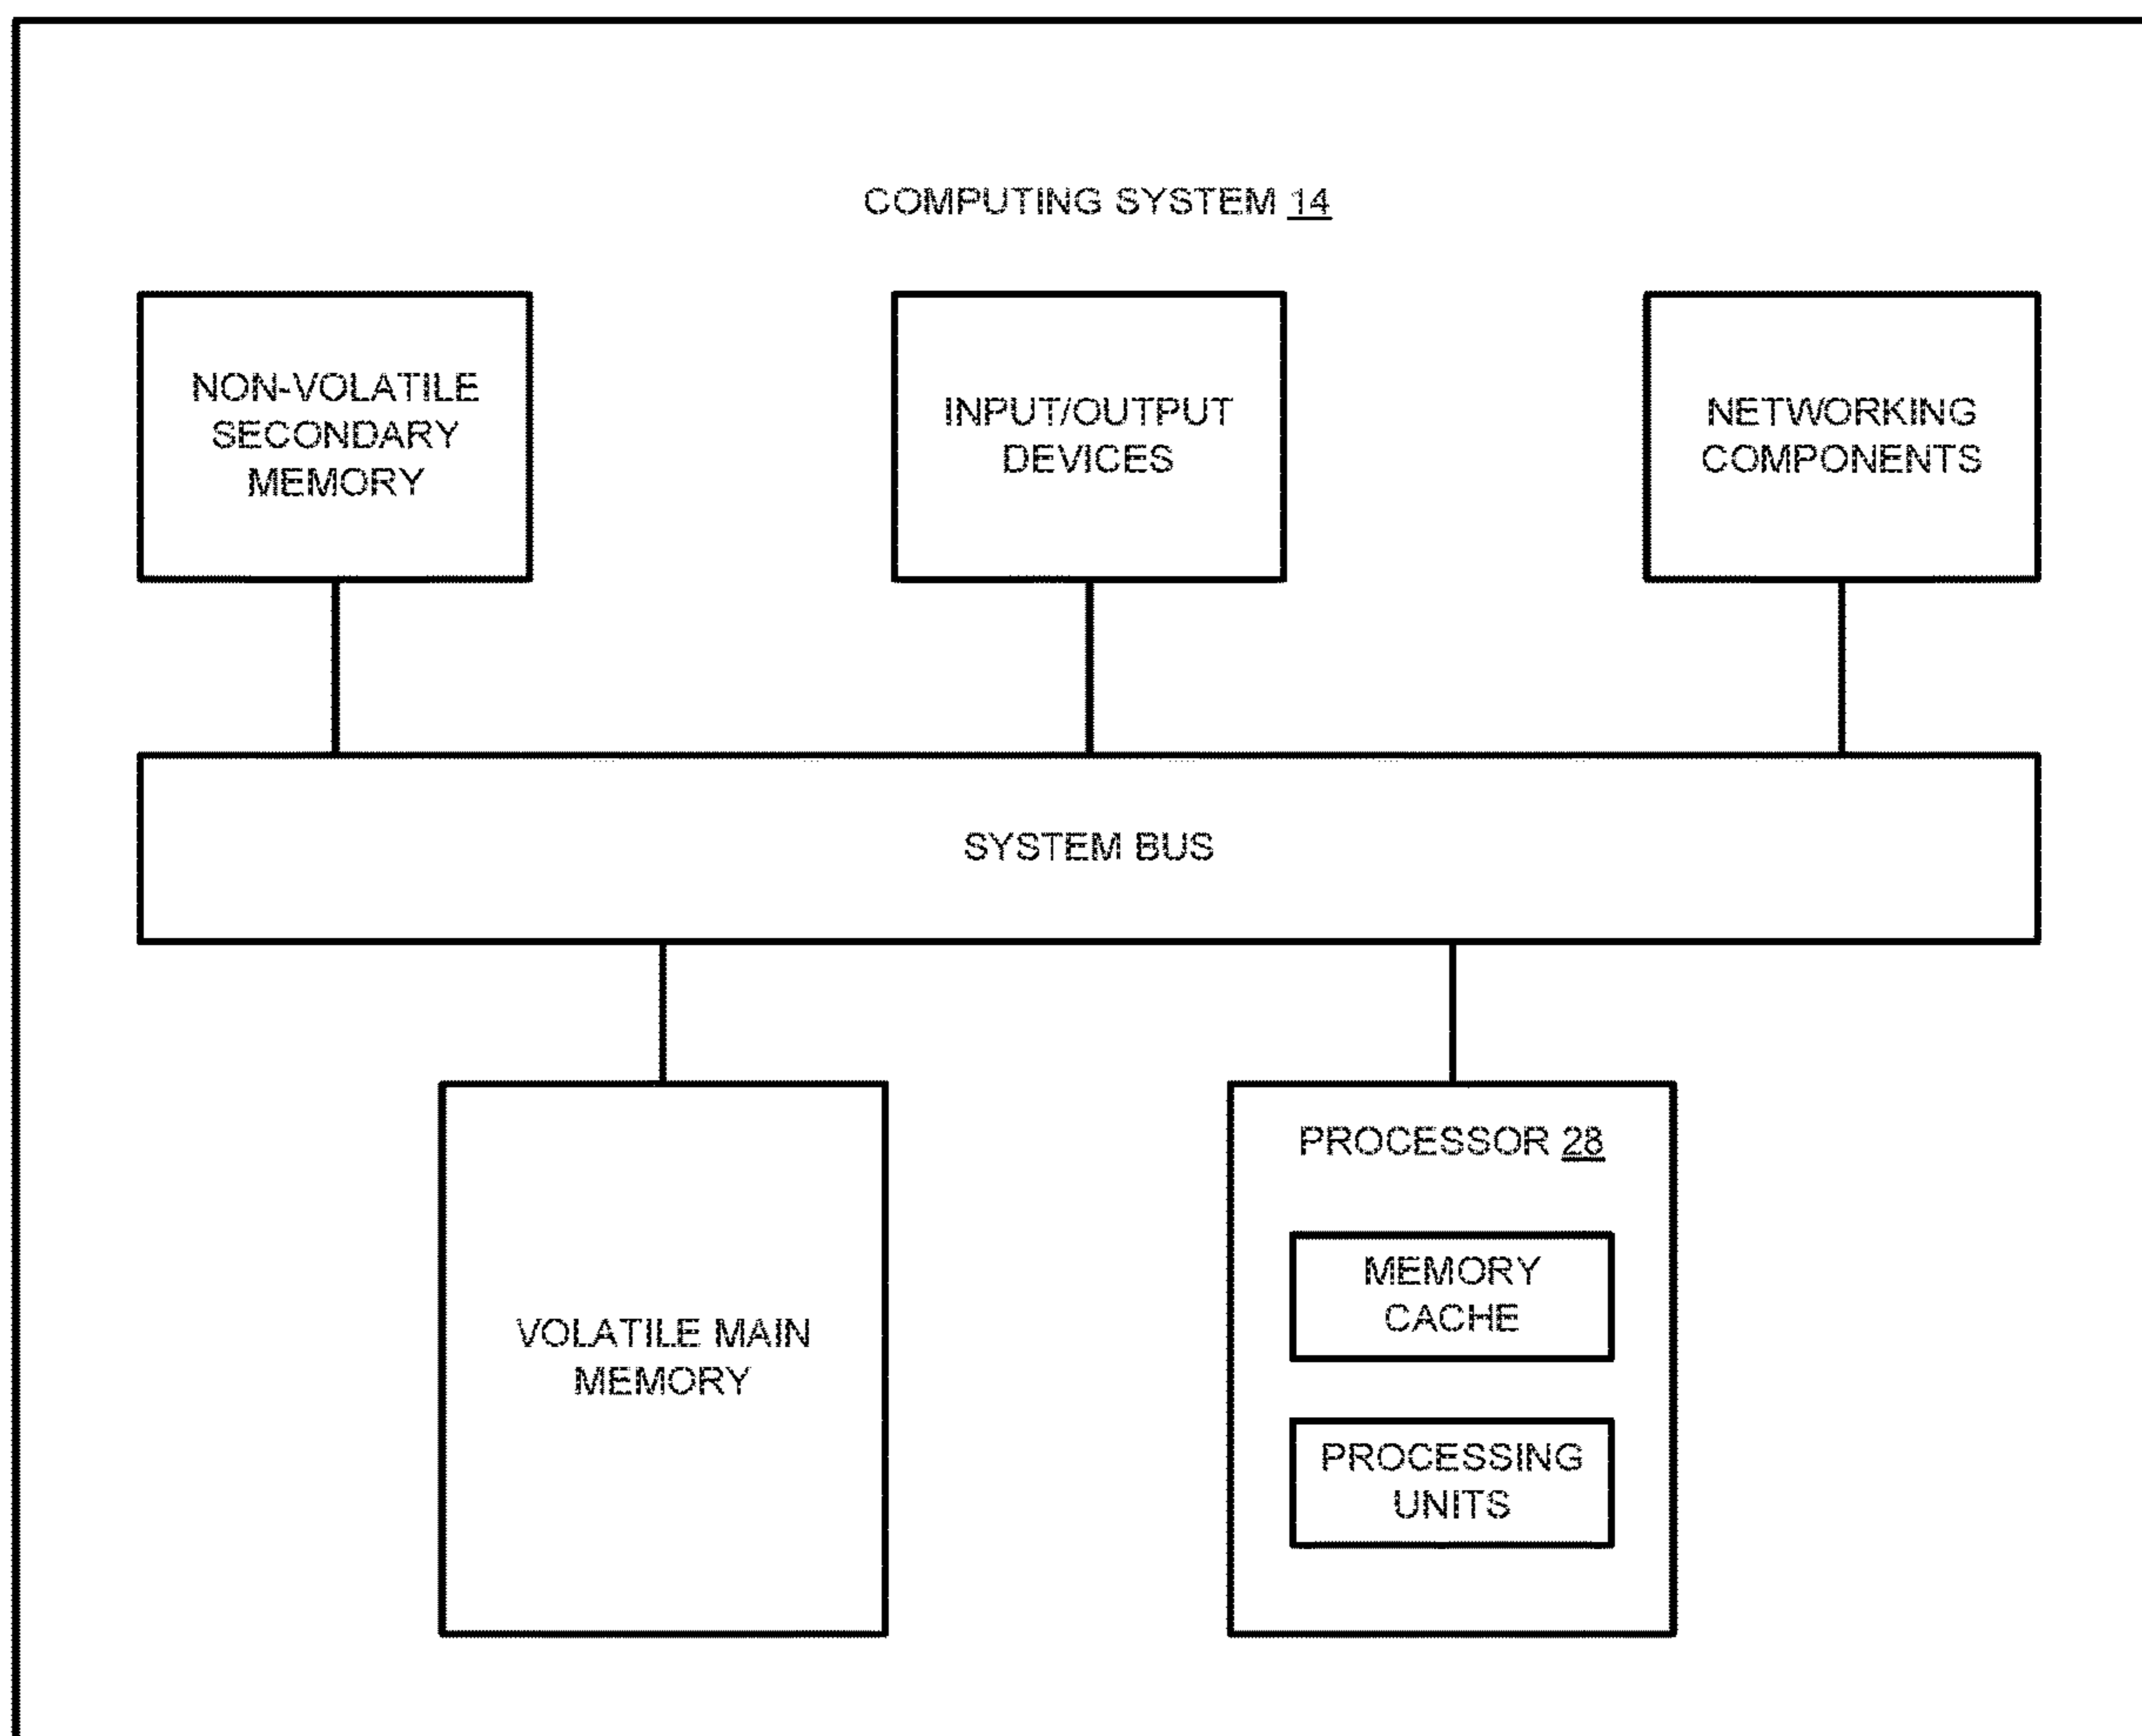 COMPUTING SYSTEM 14
NON-VOLATILE
SECONDARY
MEMORY
INPUT/OUTPUT
DEVICES
NETWORKING
COMPONENTS
SYSTEM BUS
VOLATILE MAIN
MEMORY
PROCESSOR 28
MEMORY
CACHE
PROCESSING
UNITS